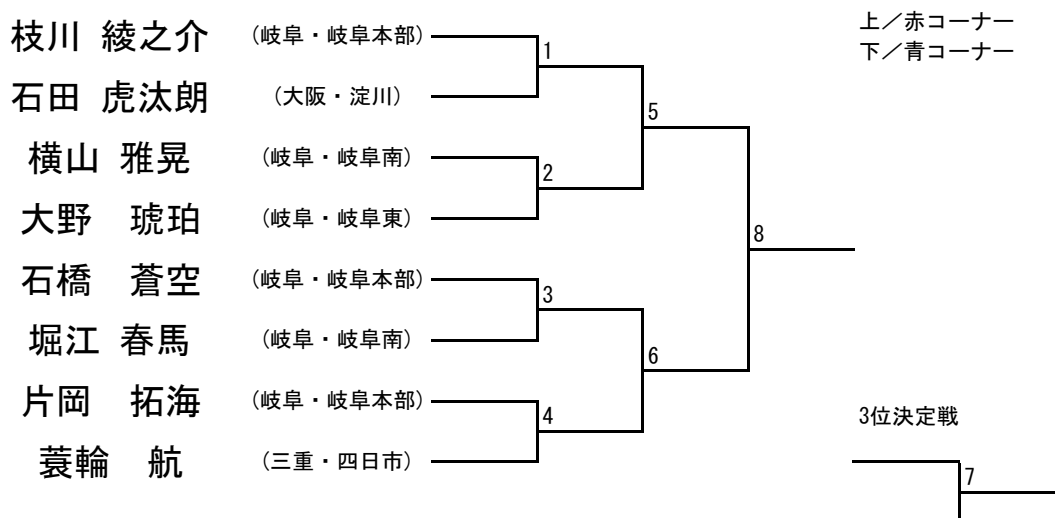 枝川 綾之介 (岐阜・岐阜本部)
石田 虎汰朗 (大阪・淀川)
横山 雅晃 (岐阜・岐阜南)
大野 琥珀 (岐阜・岐阜東)
石橋 蒼空 (岐阜・岐阜本部)
堀江 春馬 (岐阜・岐阜南)
片岡 拓海 (岐阜・岐阜本部)
蓑輪 航 (三重・四日市)
1
2
3
4
5
6
8
上／赤コーナー
下／青コーナー
3位決定戦
7